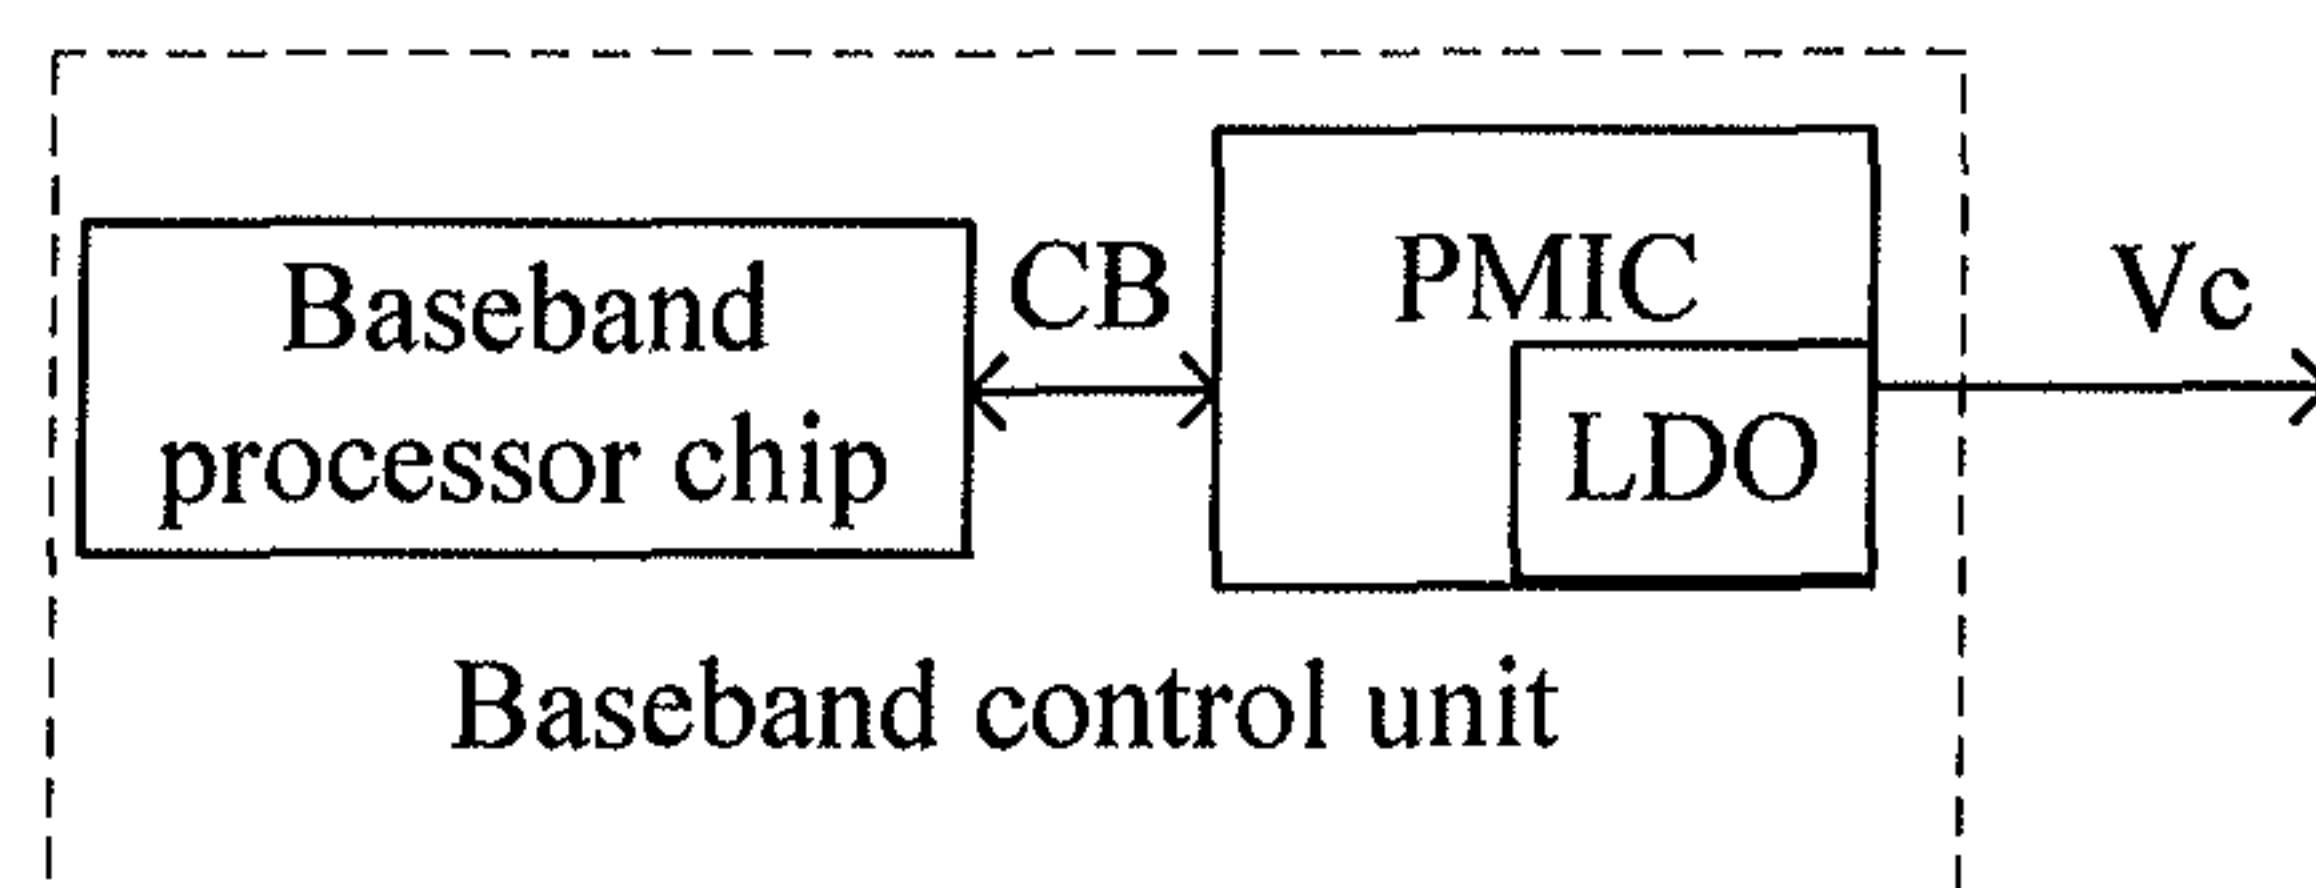 Baseband
processor chip
CB
PMIC
LDO
Vc
Baseband control unit